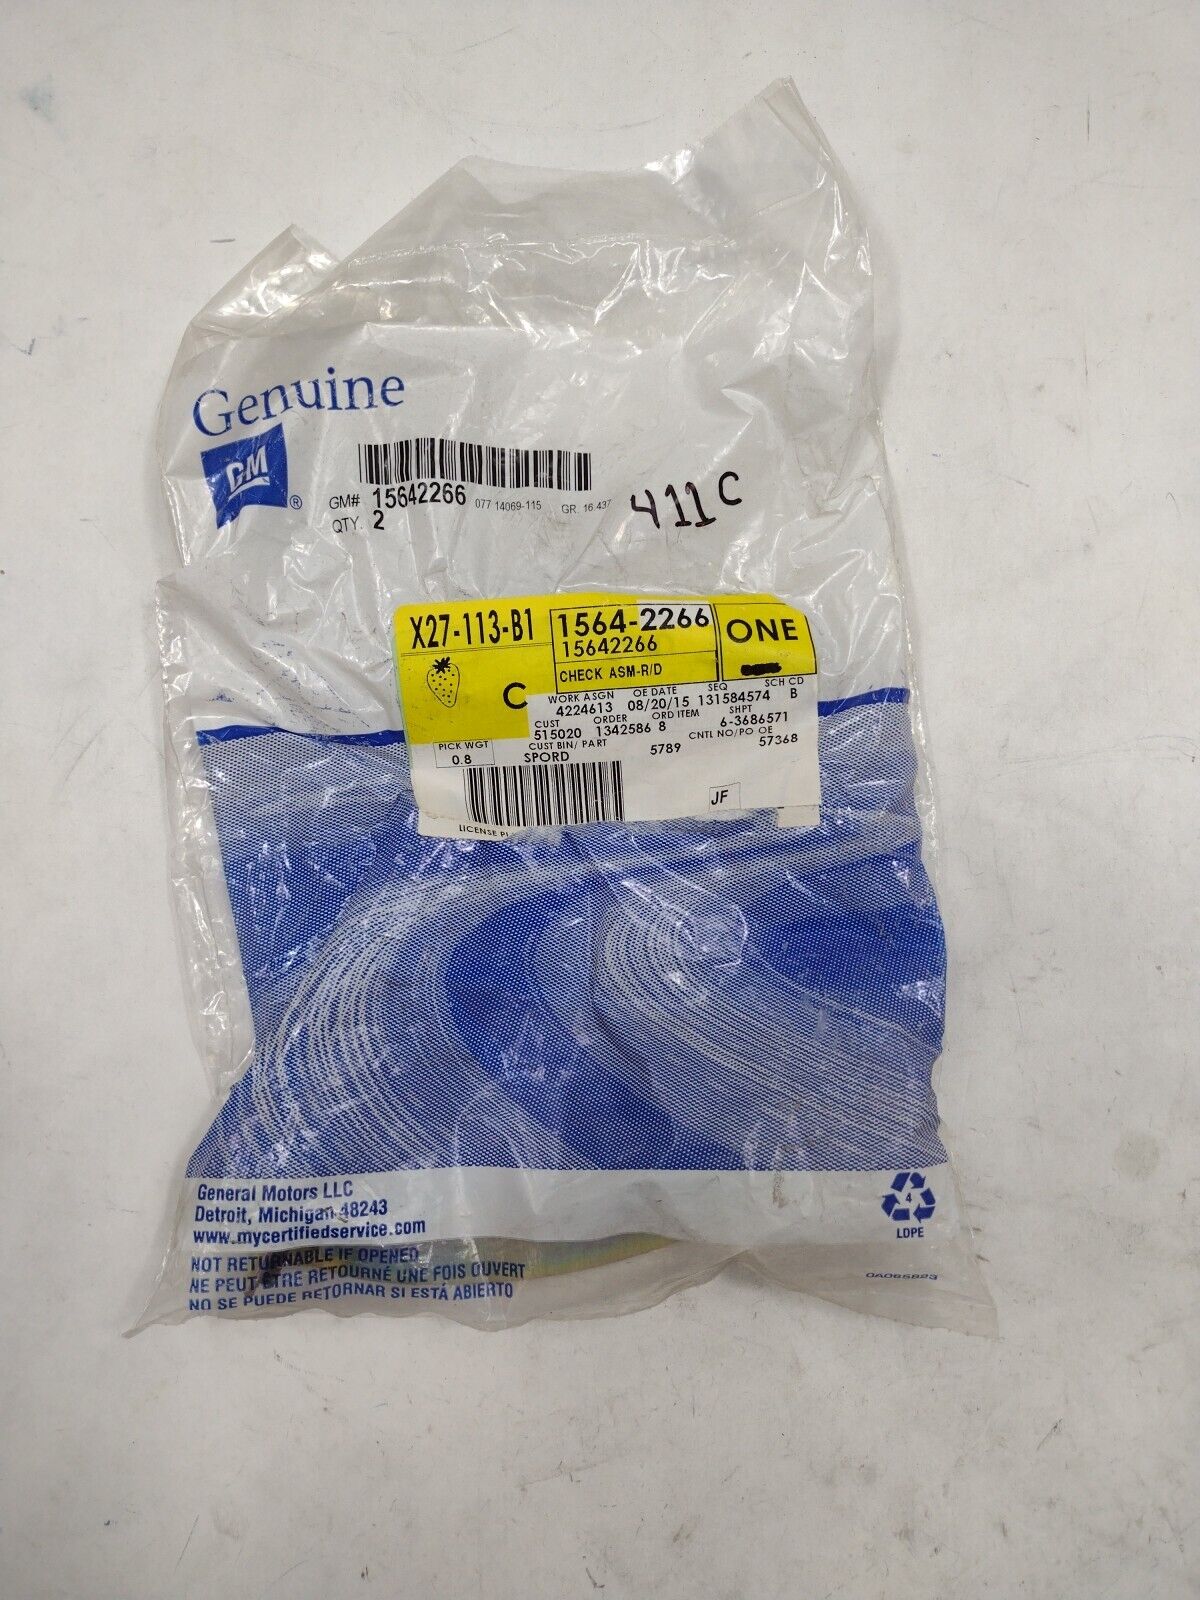 Genuine
GM ®
GM# 15642266 077 14069-115 GR. 16.437
QTY. 2
411C
X27-113-B1
1564-2266
15642266
ONE
CHECK ASM-R/D
C
WORK ASGN OE DATE SEQ SCH CD
4224613 08/20/15 131584574 B
CUST ORDER ORD ITEM SHPT
515020 1342586 8 6-3686571
PICK WGT CUST BIN/ PART CNTL NO/PO OE
0.8 SPORD 5789 57368
JF
LICENSE
General Motors LLC
Detroit, Michigan 48243
www.mycertifiedservice.com
4
LDPE
NOT RETURNABLE IF OPENED
NE PEUT ÊTRE RETOURNÉ UNE FOIS OUVERT
NO SE PUEDE RETORNAR SI ESTÁ ABIERTO
0A065823